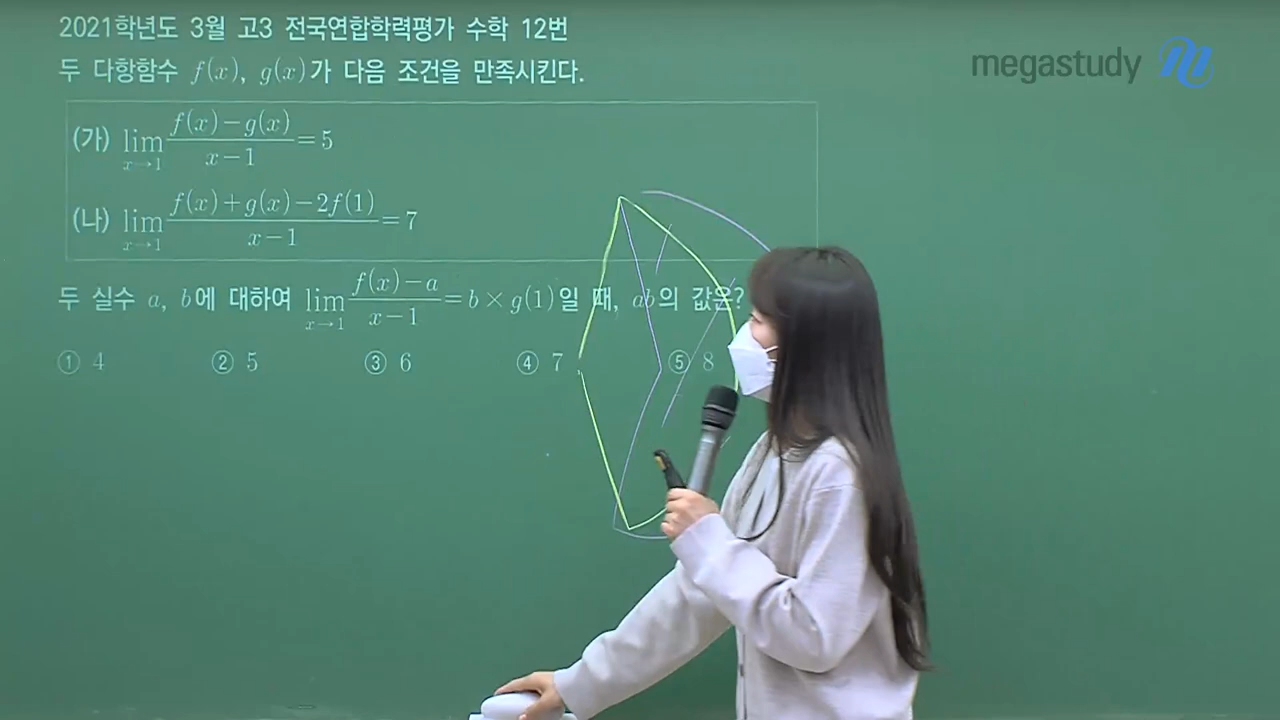 2021학년도 3월 고3 전국연합학력평가 수학 12번
megastudy
두 다항함수 f(x), g(x)가 다음 조건을 만족시킨다.
(가) lim x→1 f(x)-g(x) / x-1 = 5
(나) lim x→1 f(x)+g(x)-2f(1) / x-1 = 7
두 실수 a, b에 대하여 lim x→1 f(x)-a / x-1 = b×g(1)일 때, ab의 값은?
① 4 ② 5 ③ 6 ④ 7 ⑤ 8